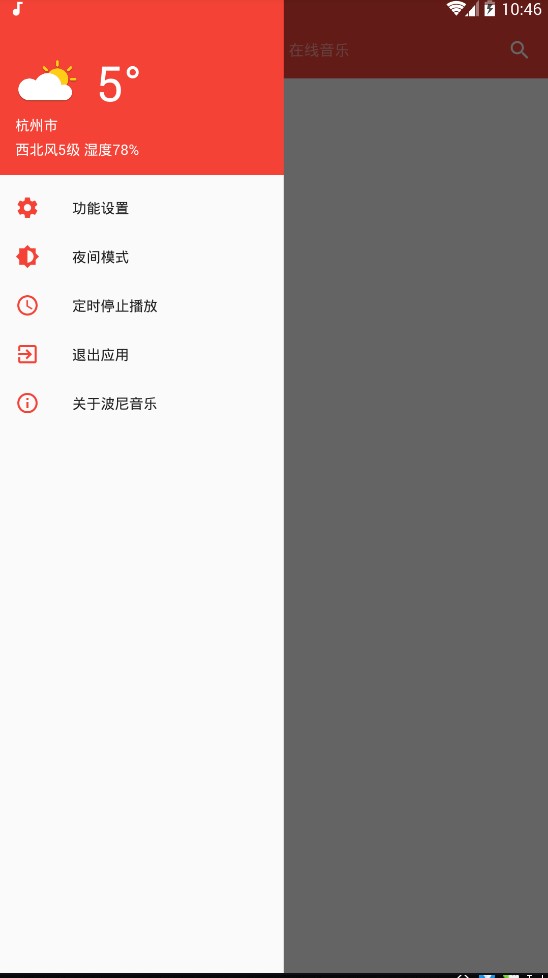 10:46
在线音乐
5°
杭州市
西北风5级 湿度78%
功能设置
夜间模式
定时停止播放
退出应用
关于波尼音乐